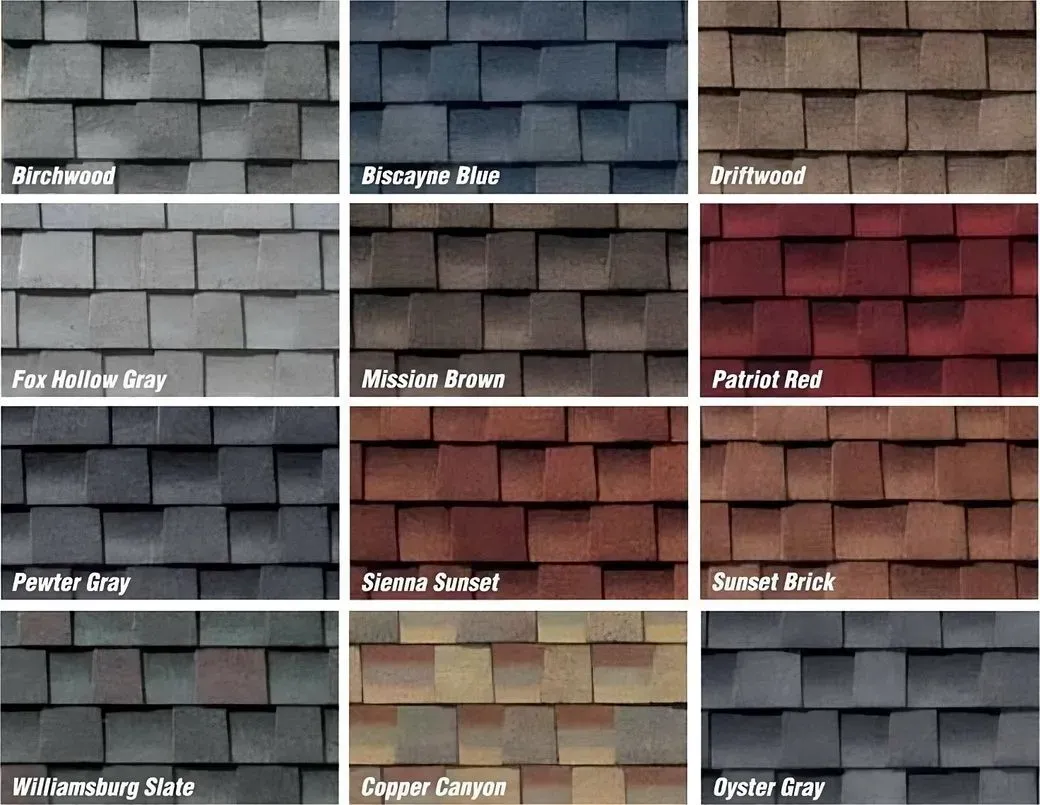 Birchwood
Biscayne Blue
Driftwood
Fox Hollow Gray
Mission Brown
Patriot Red
Pewter Gray
Sienna Sunset
Sunset Brick
Williamsburg Slate
Copper Canyon
Oyster Gray